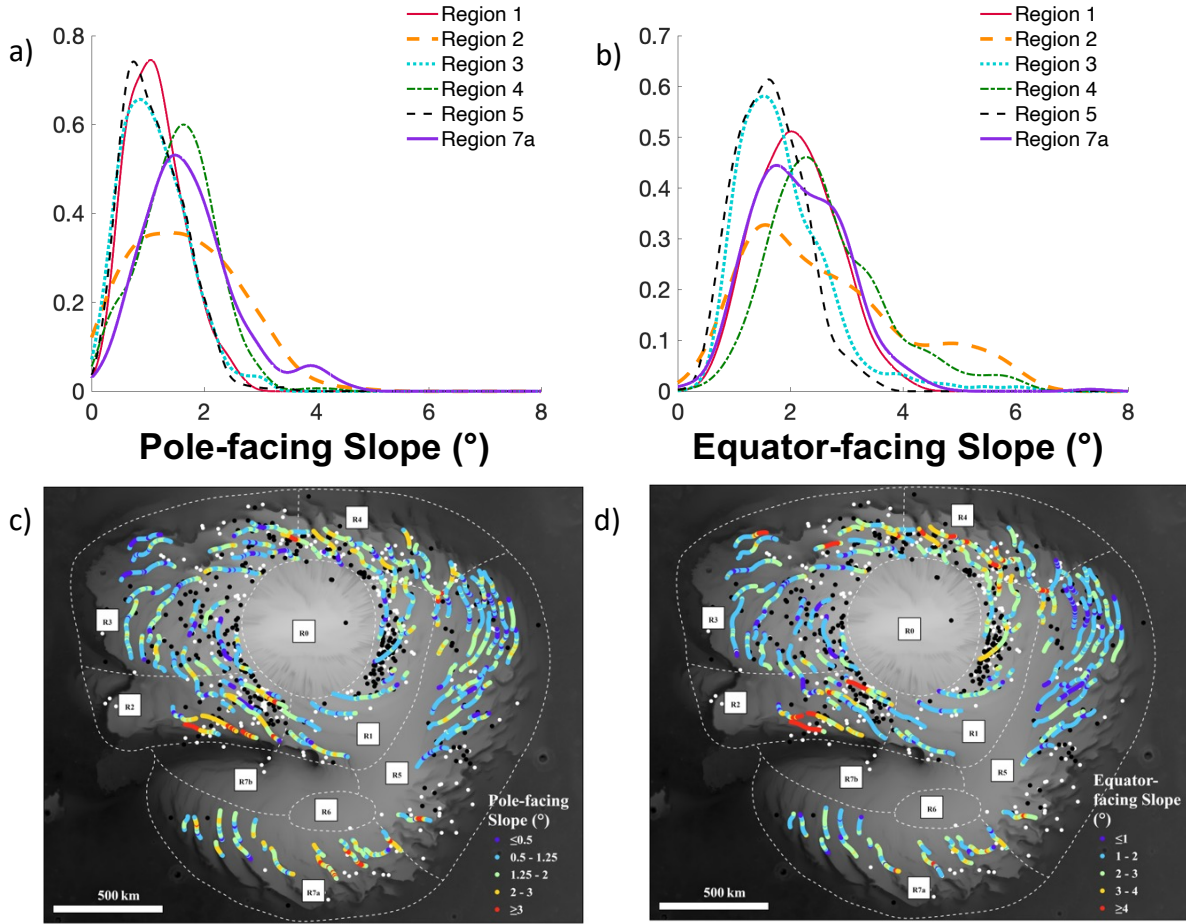 a)
0.8
0.6
0.4
0.2
0
0
2
4
6
8
Region 1
Region 2
Region 3
Region 4
Region 5
Region 7a
Pole-facing Slope (°)
b)
0.7
0.6
0.5
0.4
0.3
0.2
0.1
0
0
2
4
6
8
Region 1
Region 2
Region 3
Region 4
Region 5
Region 7a
Equator-facing Slope (°)
c)
R4
R3
R0
R2
R1
R7b
R5
R6
R7a
Pole-facing
Slope (°)
≤0.5
0.5 - 1.25
1.25 - 2
2 - 3
≥3
500 km
d)
R4
R3
R0
R2
R1
R7b
R5
R6
R7a
Equator-
facing Slope
(°)
≤1
1 - 2
2 - 3
3 - 4
≥4
500 km